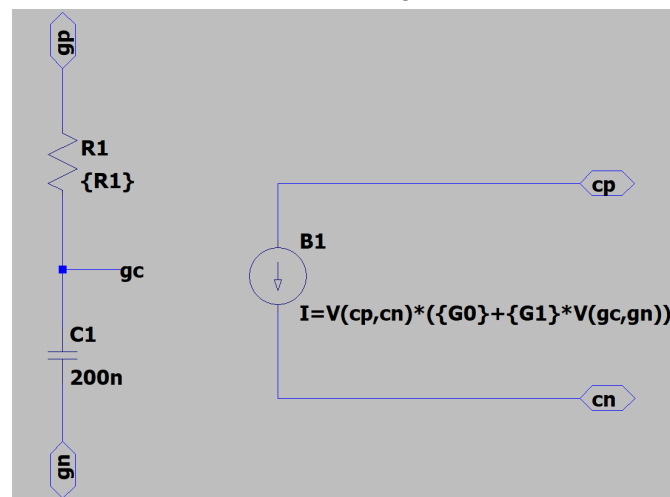 gp
R1
{R1}
cp
B1
gc
I=V(cp,cn)*({G0}+{G1}*V(gc,gn))
C1
200n
cn
gn